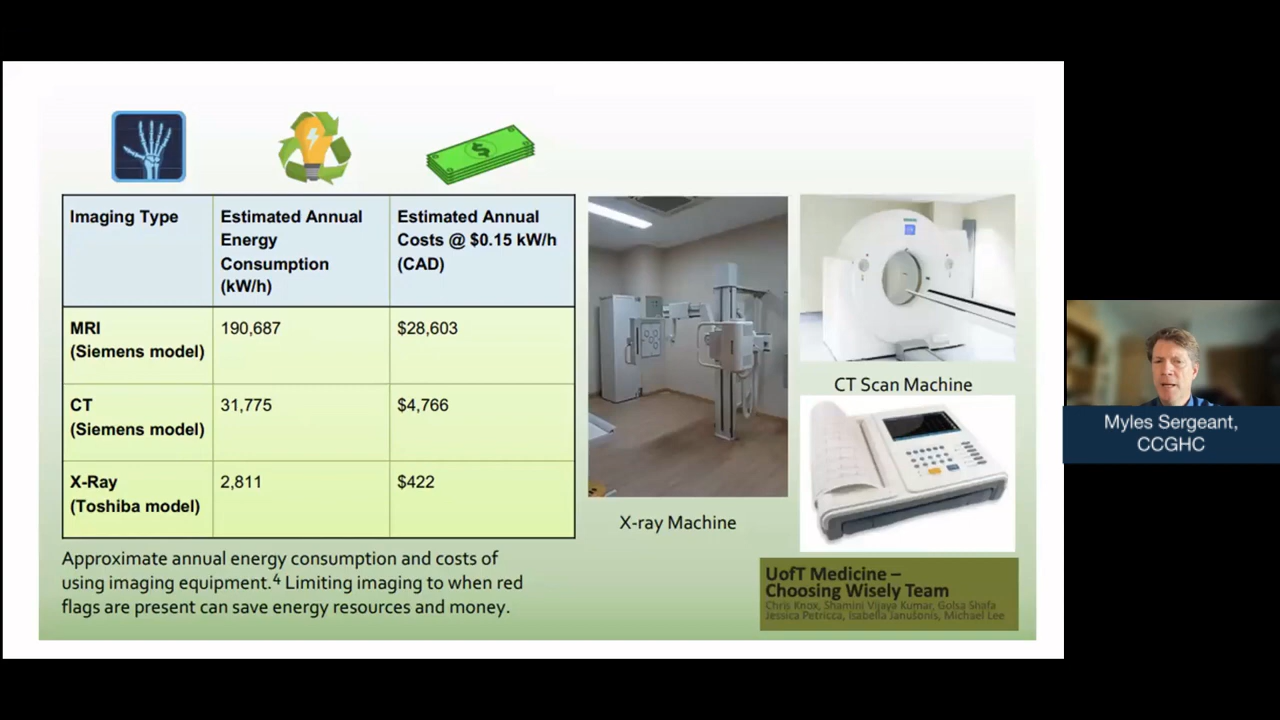 Imaging Type
Estimated Annual
Energy
Consumption
(kW/h)
Estimated Annual
Costs @ $0.15 kW/h
(CAD)
MRI
(Siemens model)
190,687
$28,603
CT
(Siemens model)
31,775
$4,766
X-Ray
(Toshiba model)
2,811
$422
Approximate annual energy consumption and costs of
using imaging equipment.4 Limiting imaging to when red
flags are present can save energy resources and money.
X-ray Machine
CT Scan Machine
UofT Medicine –
Choosing Wisely Team
Chris Knox, Shamini Vijaya Kumar, Golsa Shafa
Jessica Petricca, Isabella Janusonis, Michael Lee
Myles Sergeant,
CCGHC